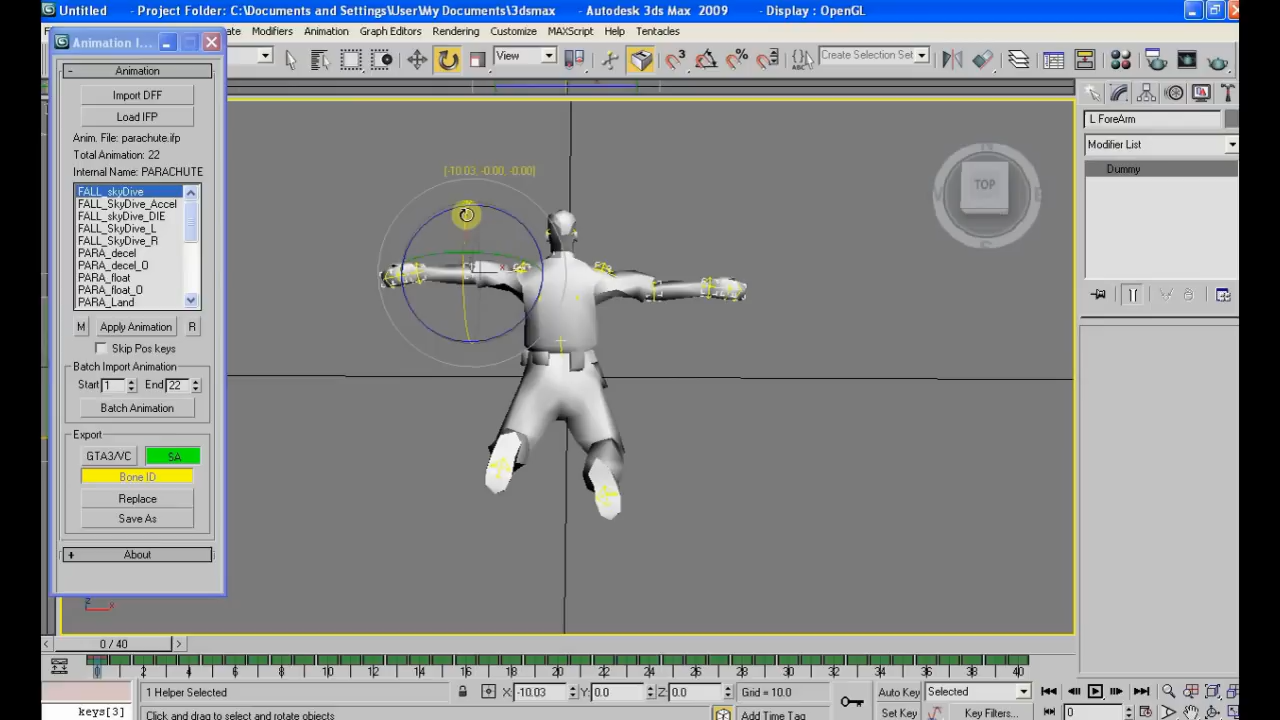 Untitled - Project Folder: C:\Documents and Settings\User\My Documents\3dsmax - Autodesk 3ds Max 2009 - Display : OpenGL
Modifiers Animation Graph Editors Rendering Customize MAXScript Help Tentacles
Animation I...
View
Create Selection Set
- Animation
Import DFF
Load IFP
Anim. File: parachute.ifp
Total Animation: 22
Internal Name: PARACHUTE
FALL_skyDive
FALL_SkyDive_Accel
FALL_skyDive_DIE
FALL_SkyDive_L
FALL_SkyDive_R
PARA_decel
PARA_decel_O
PARA_float
PARA_float_O
PARA_Land
M Apply Animation R
Skip Pos keys
Batch Import Animation
Start 1 End 22
Batch Animation
Export
GTA3/VC SA
Bone ID
Replace
Save As
+ About
[-10.03, -0.00, -0.00]
TOP
L ForeArm
Modifier List
Dummy
z x
0 / 40
0 2 4 6 8 10 12 14 16 18 20 22 24 26 28 30 32 34 36 38 40
1 Helper Selected
X: -10.03 Y: 0.0 Z: 0.0 Grid = 10.0
Auto Key Selected
keys[3]
Click and drag to select and rotate objects
Add Time Tag
Set Key Key Filters... 0